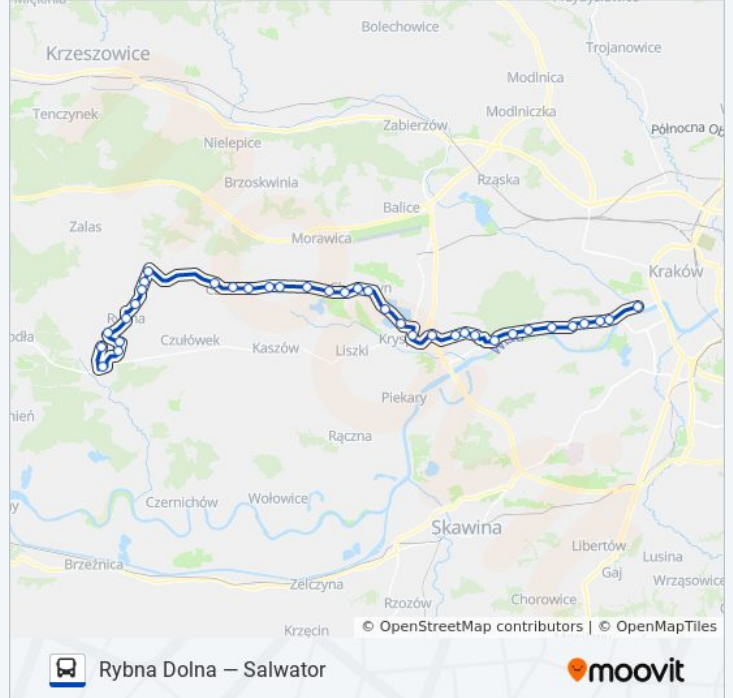 Bolechowice
Krzeszowice
Trojanowice
Modlnica
Tenczynek
Modlniczka
Zabierzów
Północna Ob
Nielepice
Rząska
Brzoskwinia
Balice
Zalas
Morawica
Kraków
Czułówek
Kaszów
Liszki
Piekary
Rączna
Czernichów
Wołowice
Skawina
Libertów
Lusina
Gaj
Wrząsowice
Brzeźnica
Zelczyna
Rzozów
Chorowice
Krzęcin
© OpenStreetMap contributors | © OpenMapTiles
Rybna Dolna — Salwator
moovit